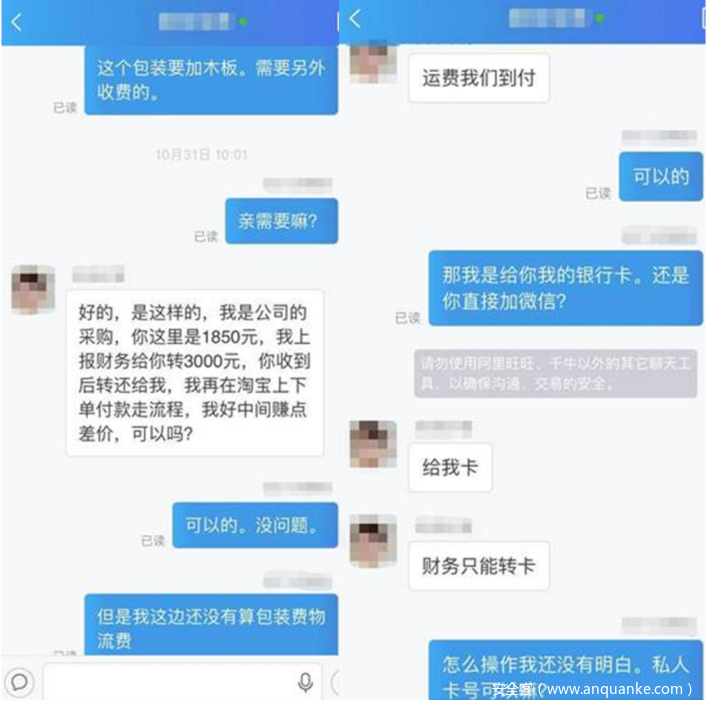 这个包装要加木板。需要另外
收费的。
已读
10月31日 10:01
亲需要嘛?
已读
好的，是这样的，我是公司的
采购，你这里是1850元，我上
报财务给你转3000元，你收到
后转还给我，我再在淘宝上下
单付款走流程，我好中间赚点
差价，可以吗?
可以的。没问题。
已读
但是我这边还没有算包装费物
流费
已读
运费我们到付
可以的
已读
那我是给你我的银行卡。还是
你直接加微信?
已读
请勿使用阿里旺旺、千牛以外的其它聊天工
具，以确保沟通、交易的安全。
给我卡
财务只能转卡
怎么操作我还没有明白。私人
卡号可以嘛?
安全客（www.anquanke.com）